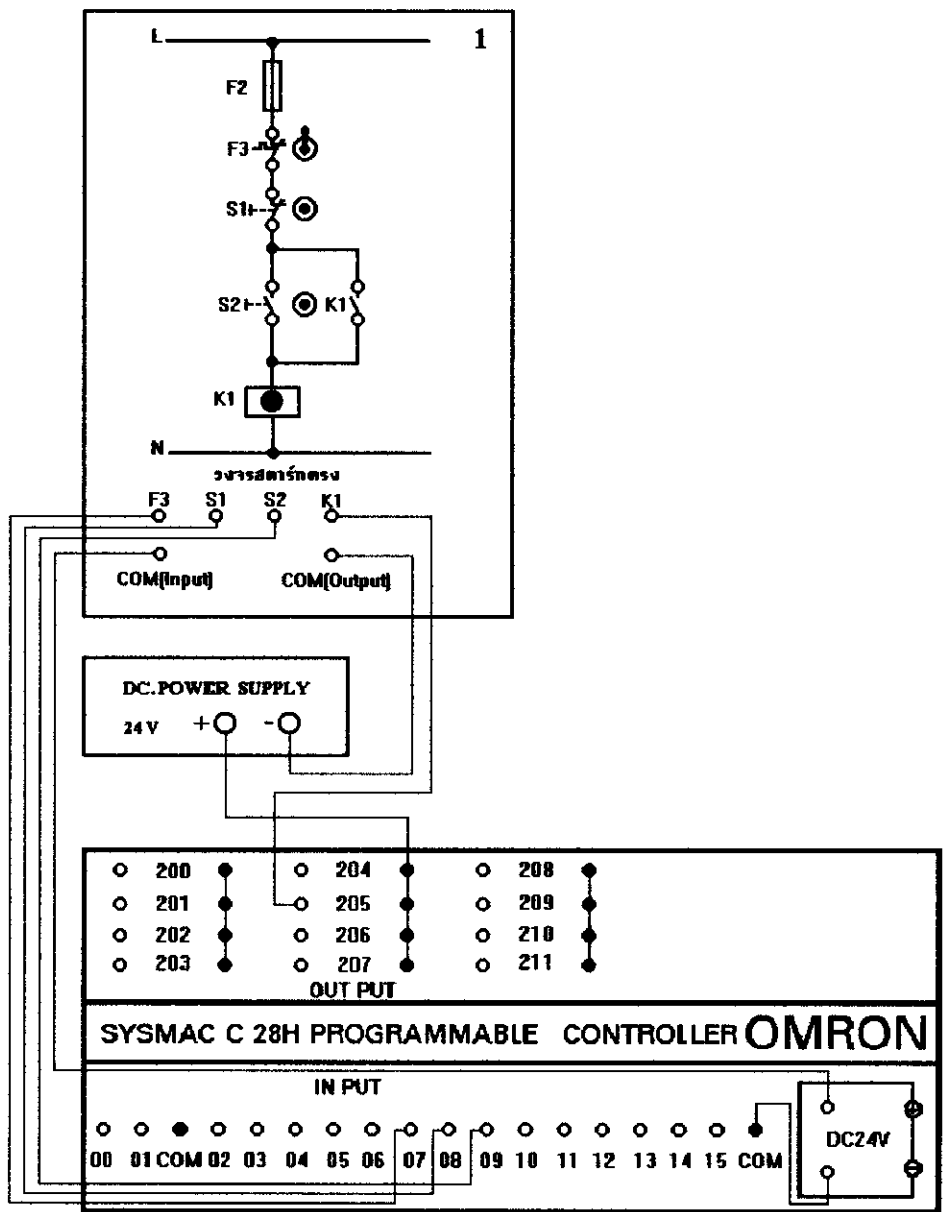 L 1
F2
F3
S1
S2 K1
K1
N
วงจรสตาร์ทตรง
F3 S1 S2 K1
COM(Input) COM(Output)
DC.POWER SUPPLY
24 V + -
200 204 208
201 205 209
202 206 210
203 207 211
OUT PUT
SYSMAC C 28H PROGRAMMABLE CONTROLLER OMRON
IN PUT
DC24V
00 01 COM 02 03 04 05 06 07 08 09 10 11 12 13 14 15 COM